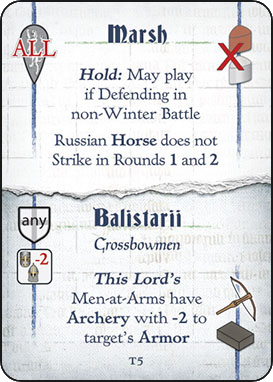 ALL
Marsh
Hold: May play
if Defending in
non-Winter Battle
Russian Horse does not
Strike in Rounds 1 and 2
any
Balistarii
Crossbowmen
-2
This Lord's
Men-at-Arms have
Archery with -2 to
target's Armor
T5